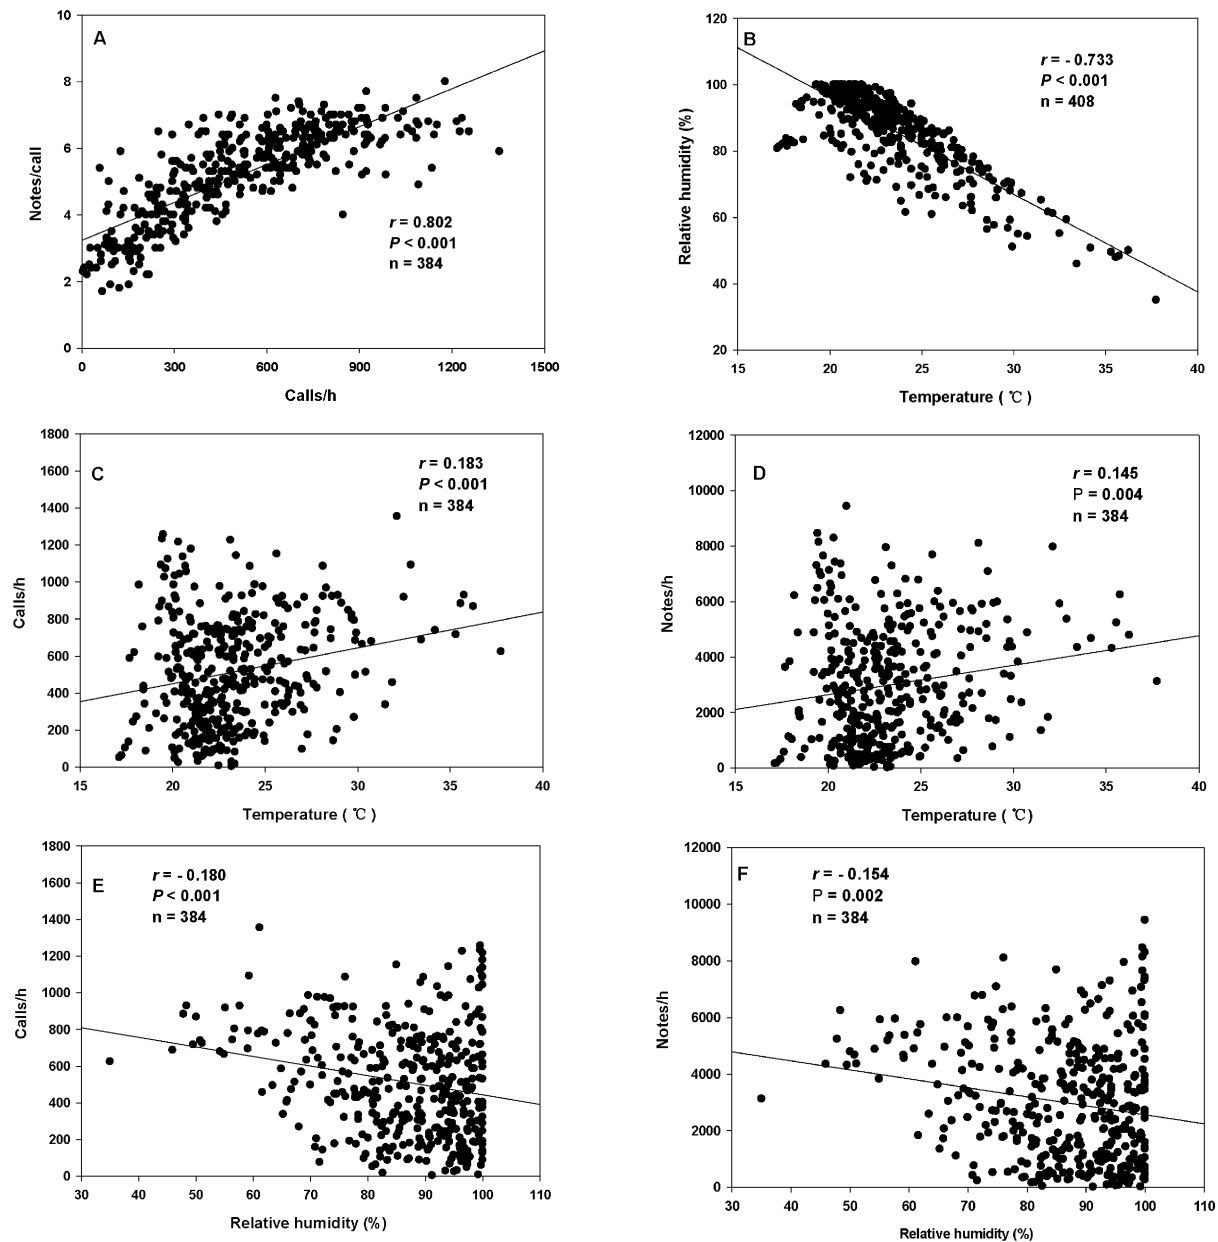 A
r = 0.802
P < 0.001
n = 384
10
8
6
4
2
0
Notes/call
0 300 600 900 1200 1500
Calls/h
B
r = - 0.733
P < 0.001
n = 408
120
100
80
60
40
20
Relative humidity (%)
15 20 25 30 35 40
Temperature ( ℃ )
C
r = 0.183
P < 0.001
n = 384
1800
1600
1400
1200
1000
800
600
400
200
0
Calls/h
15 20 25 30 35 40
Temperature ( ℃ )
D
r = 0.145
P = 0.004
n = 384
12000
10000
8000
6000
4000
2000
0
Notes/h
15 20 25 30 35 40
Temperature ( ℃ )
E
r = - 0.180
P < 0.001
n = 384
1800
1600
1400
1200
1000
800
600
400
200
0
Calls/h
30 40 50 60 70 80 90 100 110
Relative humidity (%)
F
r = - 0.154
P = 0.002
n = 384
12000
10000
8000
6000
4000
2000
0
Notes/h
30 40 50 60 70 80 90 100 110
Relative humidity (%)